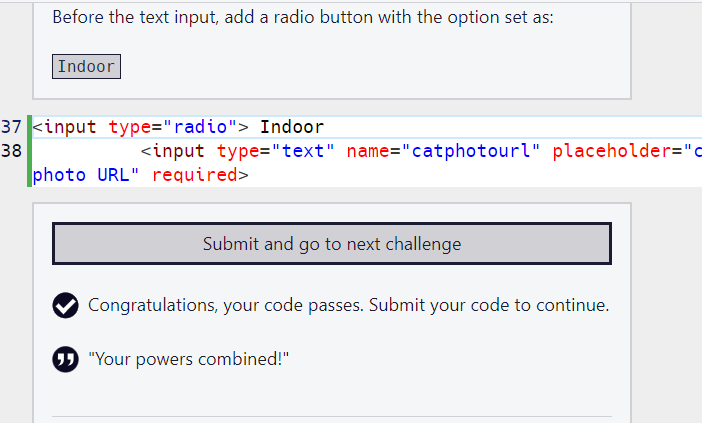 Before the text input, add a radio button with the option set as:
Indoor
37 <input type="radio"> Indoor
38 <input type="text" name="catphotourl" placeholder="c
photo URL" required>
Submit and go to next challenge
Congratulations, your code passes. Submit your code to continue.
"Your powers combined!"